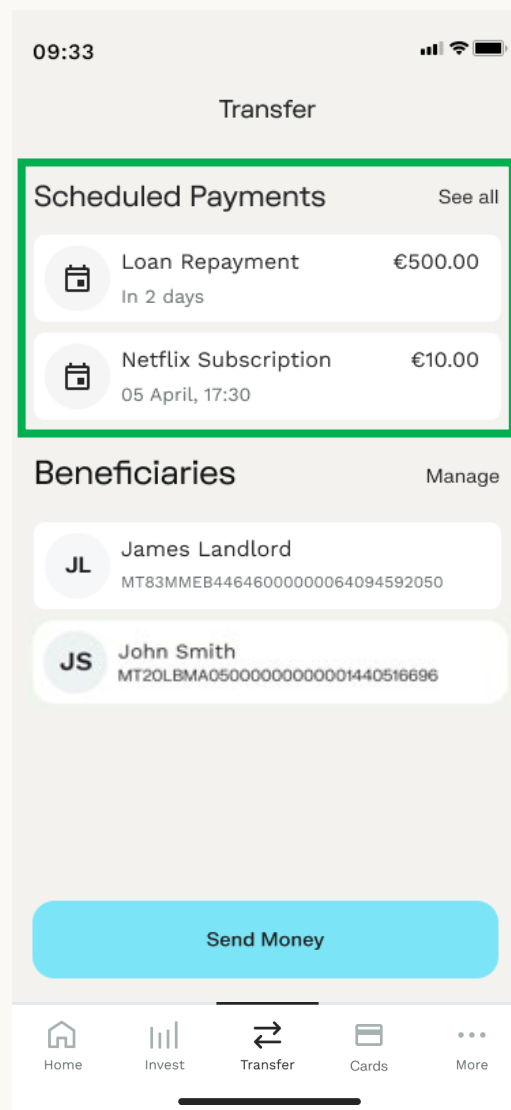 09:33
Transfer
Scheduled Payments See all
Loan Repayment €500.00
In 2 days
Netflix Subscription €10.00
05 April, 17:30
Beneficiaries Manage
JL James Landlord
MT83MMEB44646000000064094592050
JS John Smith
MT20LBMA05000000000001440516696
Send Money
Home Invest Transfer Cards More